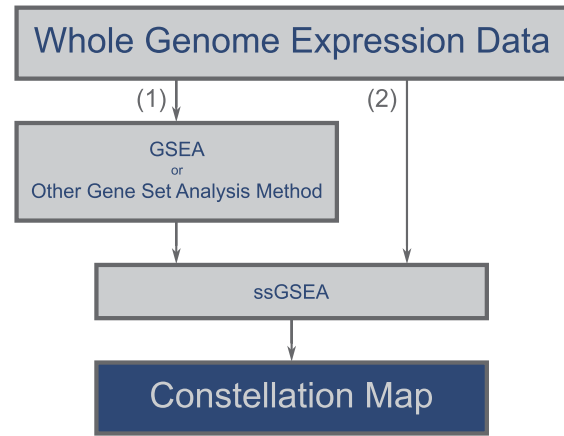 Whole Genome Expression Data
(1)
(2)
GSEA
or
Other Gene Set Analysis Method
ssGSEA
Constellation Map